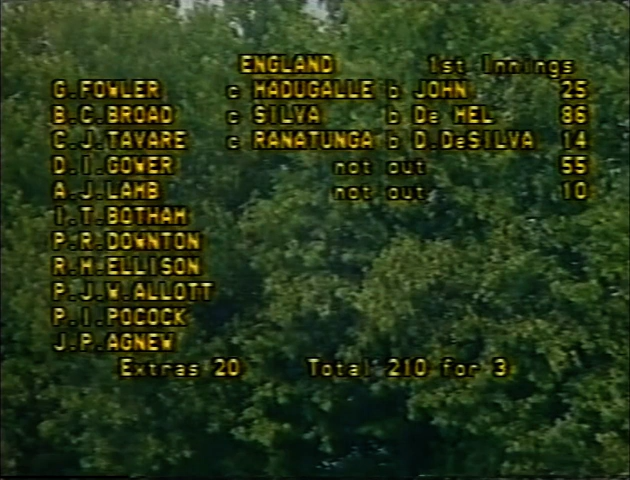 ENGLAND 1st Innings
G.FOWLER c MADUGALLE b JOHN 25
B.C.BROAD c SILVA b De MEL 86
C.J.TAVARE c RANATUNGA b D.DeSILVA 14
D.I.GOWER not out 55
A.J.LAMB not out 10
I.T.BOTHAM
P.R.DOWNTON
R.M.ELLISON
P.J.W.ALLOTT
P.I.POCOCK
J.P.AGNEW
Extras 20 Total 210 for 3